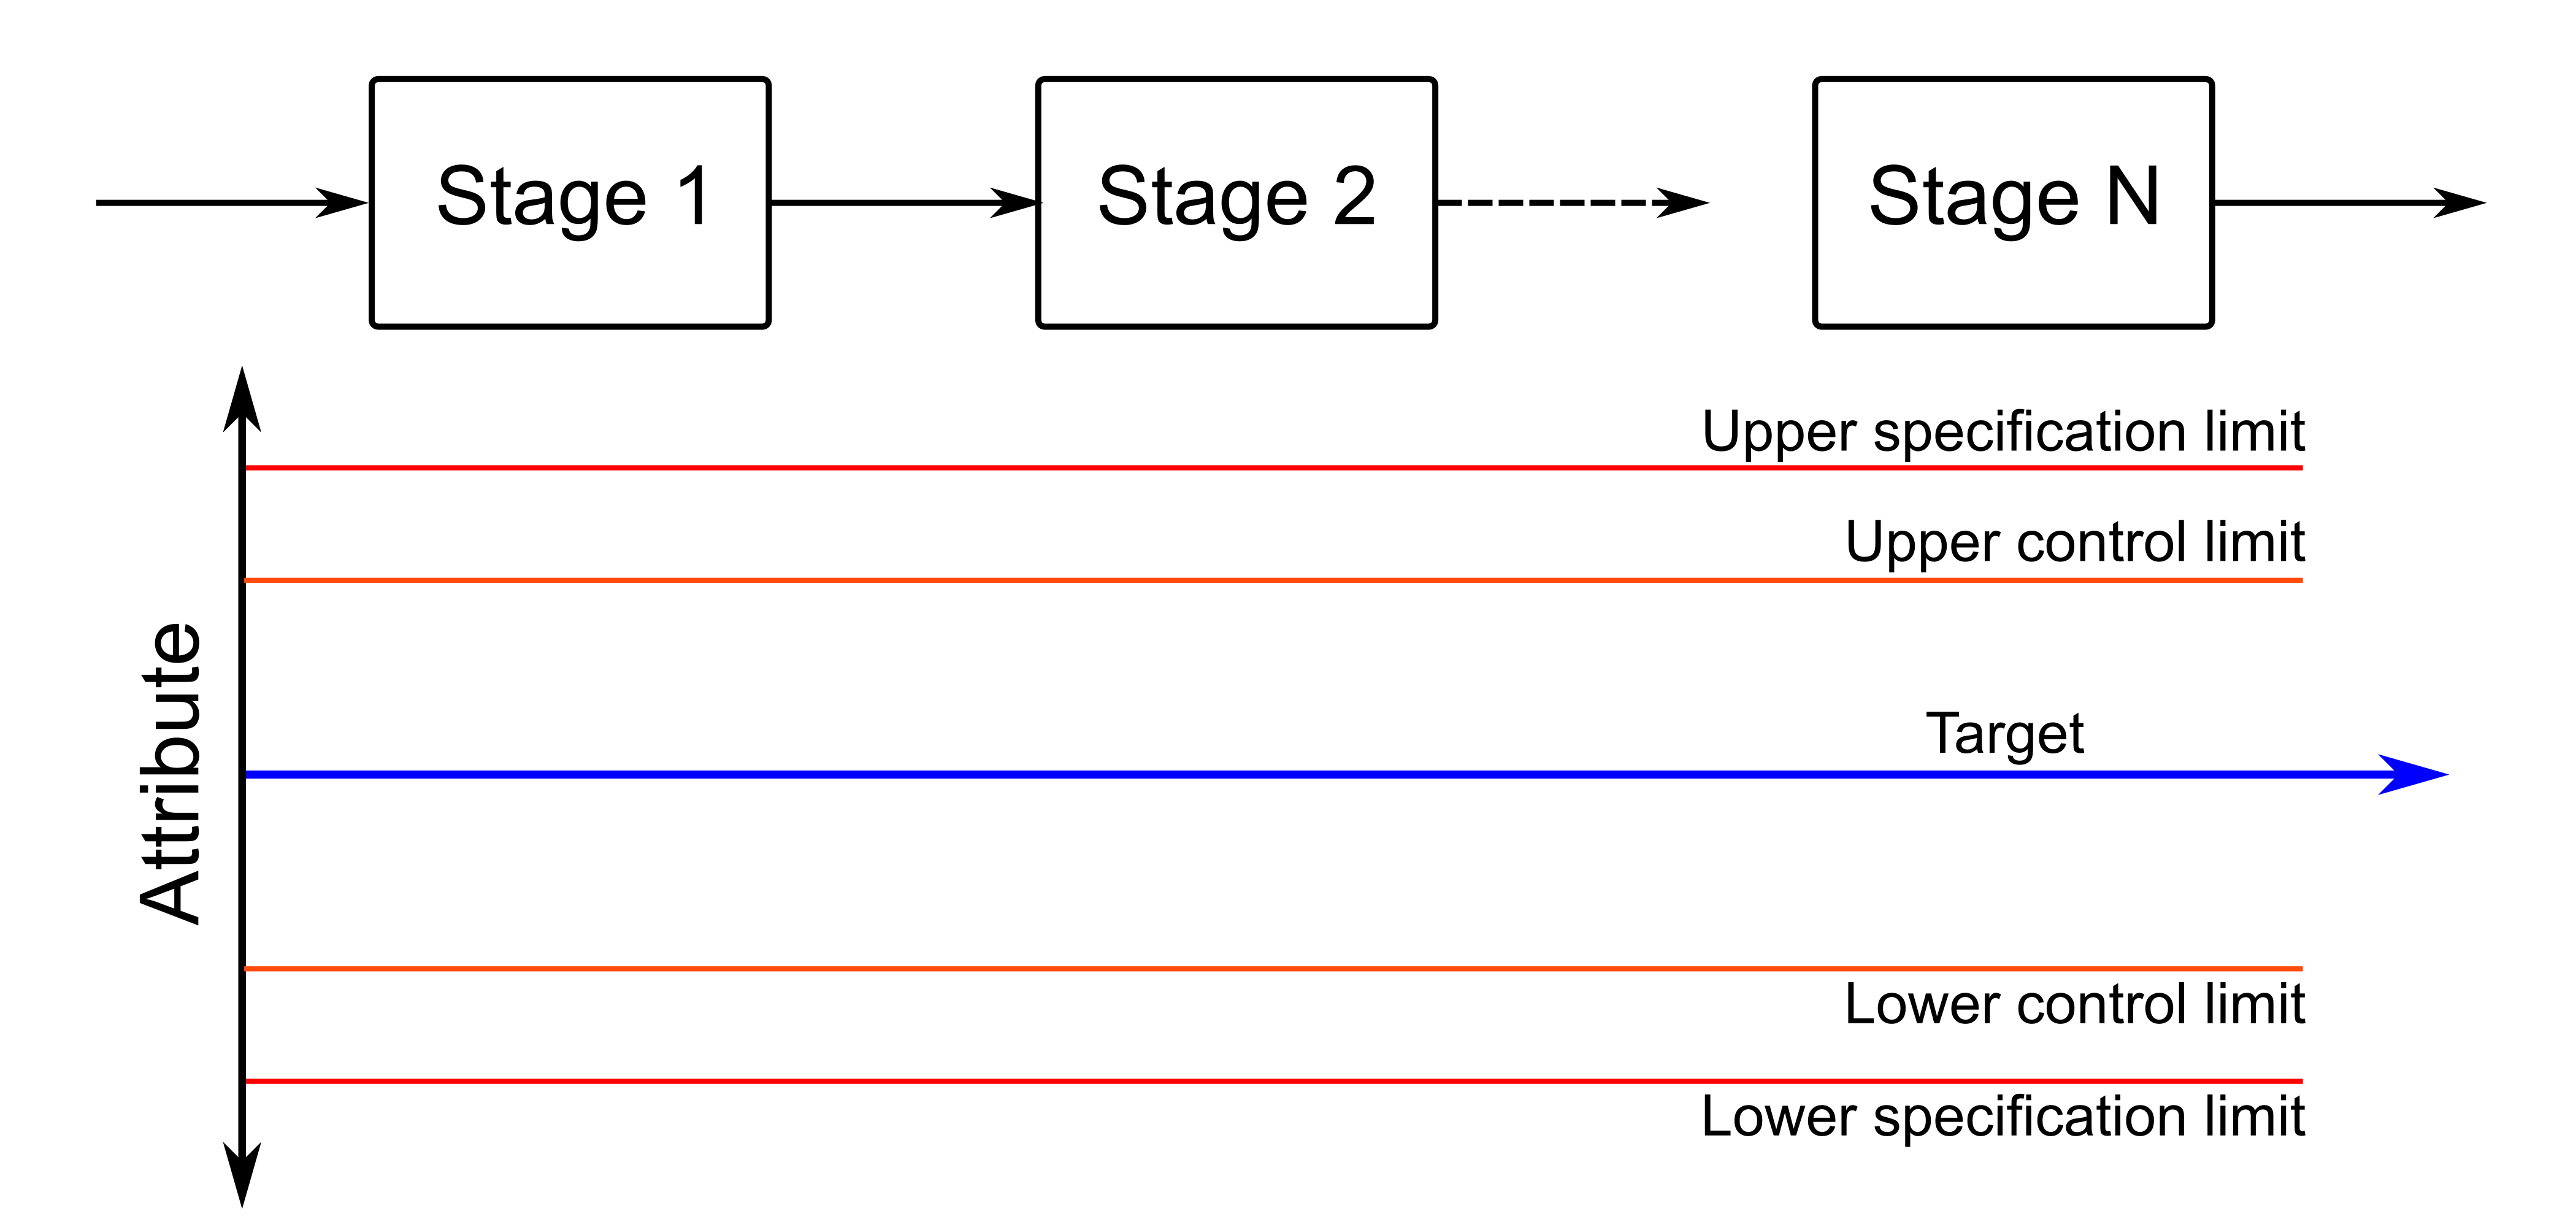 Stage 1
Stage 2
Stage N
Upper specification limit
Upper control limit
Attribute
Target
Lower control limit
Lower specification limit